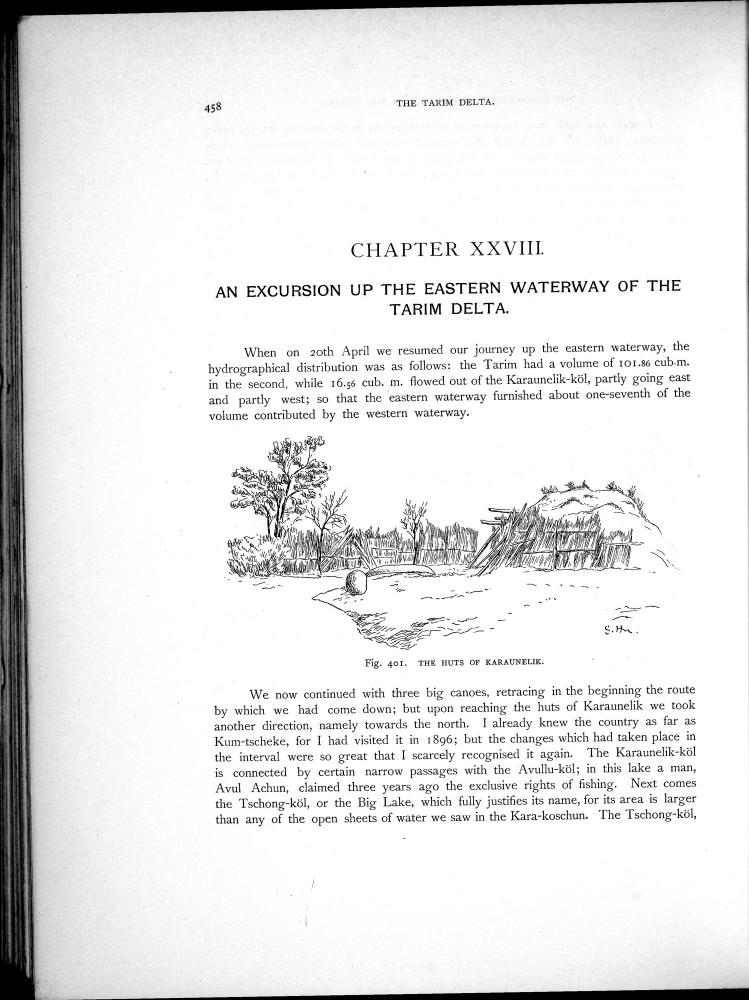 458
THE TARIM DELTA.
CHAPTER XXVIII.
AN EXCURSION UP THE EASTERN WATERWAY OF THE
TARIM DELTA.
When on 20th April we resumed our journey up the eastern waterway, the
hydrographical distribution was as follows: the Tarim had a volume of 101.86 cub.m.
in the second, while 16.56 cub. m. flowed out of the Karaunelik-köl, partly going east
and partly west; so that the eastern waterway furnished about one-seventh of the
volume contributed by the western waterway.
S. Hn.
Fig. 401. THE HUTS OF KARAUNELIK.
We now continued with three big canoes, retracing in the beginning the route
by which we had come down; but upon reaching the huts of Karaunelik we took
another direction, namely towards the north. I already knew the country as far as
Kum-tscheke, for I had visited it in 1896; but the changes which had taken place in
the interval were so great that I scarcely recognised it again. The Karaunelik-köl
is connected by certain narrow passages with the Avullu-köl; in this lake a man,
Avul Achun, claimed three years ago the exclusive rights of fishing. Next comes
the Tschong-köl, or the Big Lake, which fully justifies its name, for its area is larger
than any of the open sheets of water we saw in the Kara-koschun. The Tschong-köl,